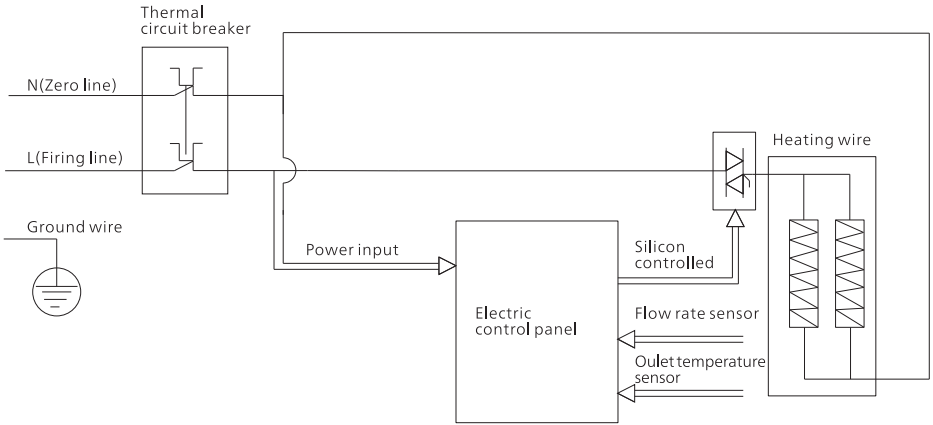 Thermal
circuit breaker
N(Zero line)
L(Firing line)
Heating wire
Ground wire
Power input
Silicon
controlled
Electric
control panel
Flow rate sensor
Oulet temperature
sensor